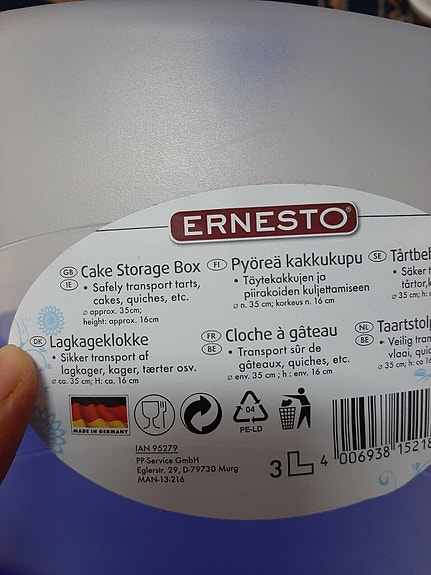 ERNESTO®
GB IE Cake Storage Box
• Safely transport tarts,
cakes, quiches, etc.
⌀ approx. 35cm;
height: approx. 16cm
FI Pyöreä kakkukupu
• Täytekakkujen ja
piirakoiden kuljettamiseen
⌀ n. 35 cm; korkeus n. 16 cm
SE
• Säker
DK Lagkageklokke
• Sikker transport af
lagkager, kager, tærter osv.
⌀ ca. 35 cm; H: ca. 16 cm
FR BE Cloche à gâteau
• Transport sûr de
gâteaux, quiches, etc.
⌀ env. 35 cm ; h : env. 16 cm
NL BE
• Veilig
vlaai,
MADE IN GERMANY
04
PE-LD
IAN 95279
PP-Service GmbH
Eglerstr. 29, D-79730 Murg
MAN-13-216
3
4 006938 15218